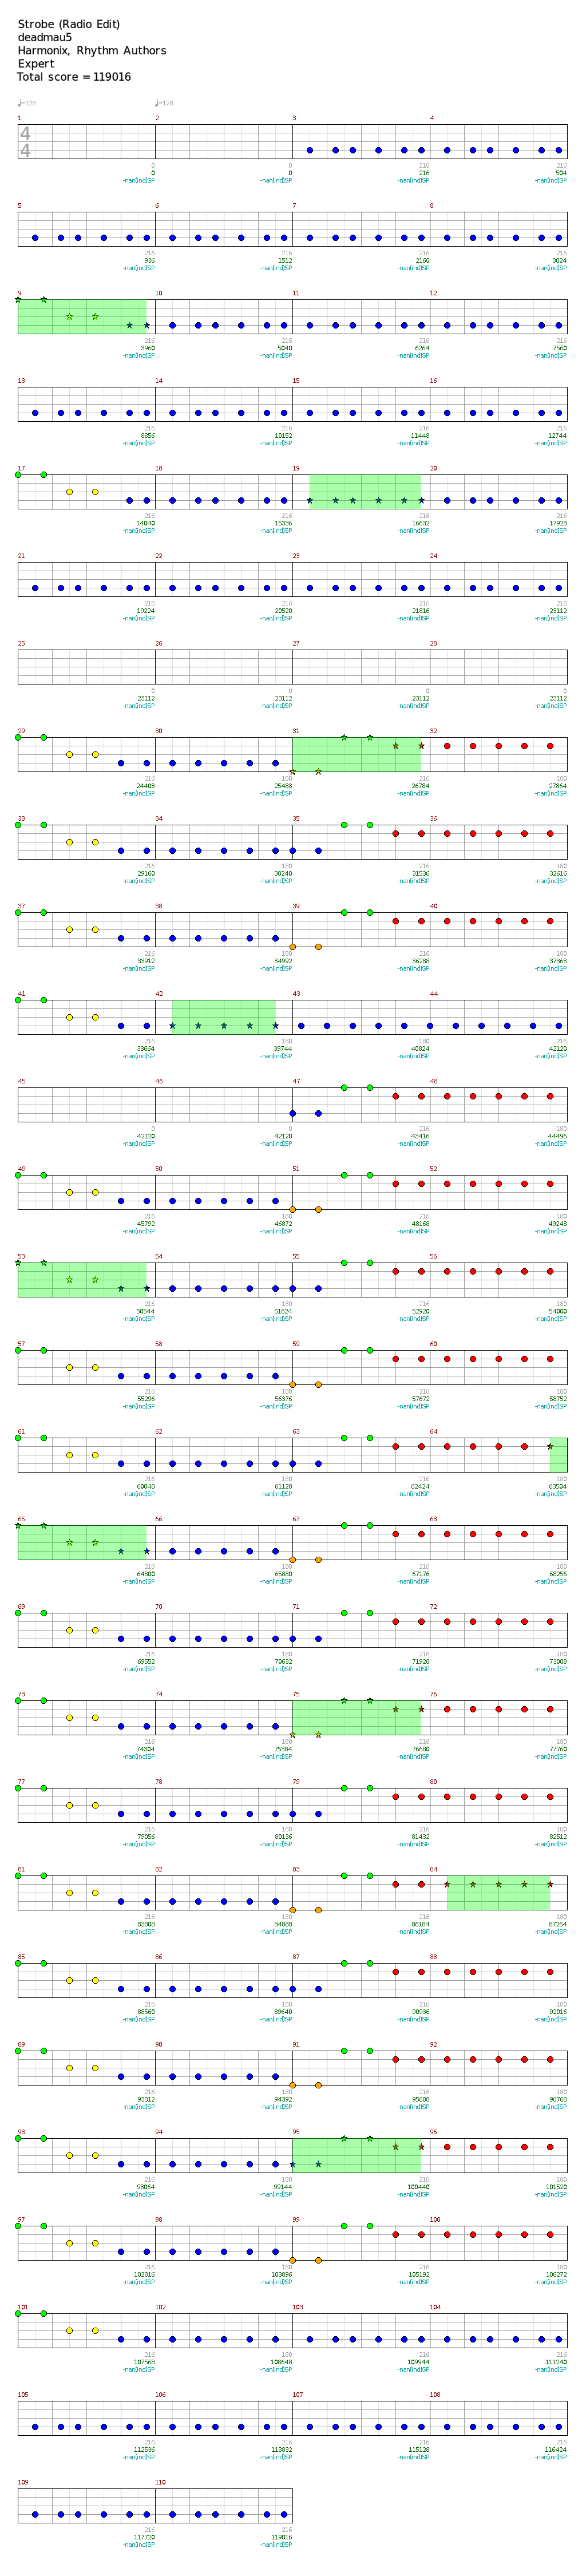 Strobe (Radio Edit)
deadmau5
Harmonix, Rhythm Authors
Expert
Total score = 119016
♩=128 ♩=128
1 2 3 4
4
4
0 0 216 216
0 0 216 504
-nan(ind)SP -nan(ind)SP -nan(ind)SP -nan(ind)SP
5 6 7 8
216 216 216 216
936 1512 2160 3024
-nan(ind)SP -nan(ind)SP -nan(ind)SP -nan(ind)SP
9 10 11 12
216 216 216 216
3960 5040 6264 7560
-nan(ind)SP -nan(ind)SP -nan(ind)SP -nan(ind)SP
13 14 15 16
216 216 216 216
8856 10152 11448 12744
-nan(ind)SP -nan(ind)SP -nan(ind)SP -nan(ind)SP
17 18 19 20
216 216 216 216
14040 15336 16632 17928
-nan(ind)SP -nan(ind)SP -nan(ind)SP -nan(ind)SP
21 22 23 24
216 216 216 216
19224 20520 21816 23112
-nan(ind)SP -nan(ind)SP -nan(ind)SP -nan(ind)SP
25 26 27 28
0 0 0 0
23112 23112 23112 23112
-nan(ind)SP -nan(ind)SP -nan(ind)SP -nan(ind)SP
29 30 31 32
216 180 216 180
24408 25488 26784 27864
-nan(ind)SP -nan(ind)SP -nan(ind)SP -nan(ind)SP
33 34 35 36
216 180 216 180
29160 30240 31536 32616
-nan(ind)SP -nan(ind)SP -nan(ind)SP -nan(ind)SP
37 38 39 40
216 180 216 180
33912 34992 36288 37368
-nan(ind)SP -nan(ind)SP -nan(ind)SP -nan(ind)SP
41 42 43 44
216 180 180 216
38664 39744 40824 42120
-nan(ind)SP -nan(ind)SP -nan(ind)SP -nan(ind)SP
45 46 47 48
0 0 216 180
42120 42120 43416 44496
-nan(ind)SP -nan(ind)SP -nan(ind)SP -nan(ind)SP
49 50 51 52
216 180 216 180
45792 46872 48168 49248
-nan(ind)SP -nan(ind)SP -nan(ind)SP -nan(ind)SP
53 54 55 56
216 180 216 180
50544 51624 52920 54000
-nan(ind)SP -nan(ind)SP -nan(ind)SP -nan(ind)SP
57 58 59 60
216 180 216 180
55296 56376 57672 58752
-nan(ind)SP -nan(ind)SP -nan(ind)SP -nan(ind)SP
61 62 63 64
216 180 216 180
60048 61128 62424 63504
-nan(ind)SP -nan(ind)SP -nan(ind)SP -nan(ind)SP
65 66 67 68
216 180 216 180
64800 65880 67176 68256
-nan(ind)SP -nan(ind)SP -nan(ind)SP -nan(ind)SP
69 70 71 72
216 180 216 180
69552 70632 71928 73008
-nan(ind)SP -nan(ind)SP -nan(ind)SP -nan(ind)SP
73 74 75 76
216 180 216 180
74304 75384 76680 77760
-nan(ind)SP -nan(ind)SP -nan(ind)SP -nan(ind)SP
77 78 79 80
216 180 216 180
79056 80136 81432 82512
-nan(ind)SP -nan(ind)SP -nan(ind)SP -nan(ind)SP
81 82 83 84
216 180 216 180
83808 84888 86184 87264
-nan(ind)SP -nan(ind)SP -nan(ind)SP -nan(ind)SP
85 86 87 88
216 180 216 180
88560 89640 90936 92016
-nan(ind)SP -nan(ind)SP -nan(ind)SP -nan(ind)SP
89 90 91 92
216 180 216 180
93312 94392 95688 96768
-nan(ind)SP -nan(ind)SP -nan(ind)SP -nan(ind)SP
93 94 95 96
216 180 216 180
98064 99144 100440 101520
-nan(ind)SP -nan(ind)SP -nan(ind)SP -nan(ind)SP
97 98 99 100
216 180 216 180
102816 103896 105192 106272
-nan(ind)SP -nan(ind)SP -nan(ind)SP -nan(ind)SP
101 102 103 104
216 180 216 216
107568 108648 109944 111240
-nan(ind)SP -nan(ind)SP -nan(ind)SP -nan(ind)SP
105 106 107 108
216 216 216 216
112536 113832 115128 116424
-nan(ind)SP -nan(ind)SP -nan(ind)SP -nan(ind)SP
109 110
216 216
117720 119016
-nan(ind)SP -nan(ind)SP